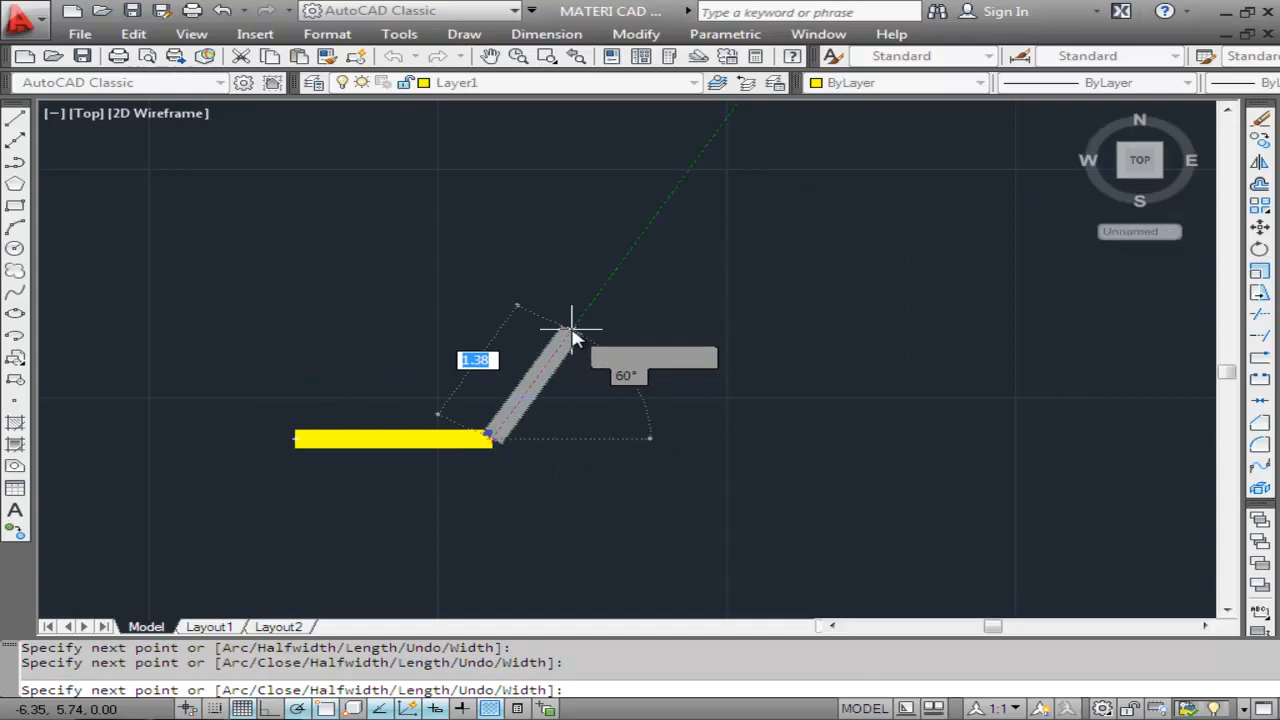 AutoCAD Classic
MATERI CAD ...
Type a keyword or phrase
Sign In
File Edit View Insert Format Tools Draw Dimension Modify Parametric Window Help
Standard
Standard
Standard
AutoCAD Classic
Layer1
ByLayer
ByLayer
[−] [Top] [2D Wireframe]
N
W TOP E
S
Unnamed
1.38
60°
Model Layout1 Layout2
Specify next point or [Arc/Halfwidth/Length/Undo/Width]:
Specify next point or [Arc/Close/Halfwidth/Length/Undo/Width]:
Specify next point or [Arc/Close/Halfwidth/Length/Undo/Width]:
-6.35, 5.74, 0.00
MODEL
1:1